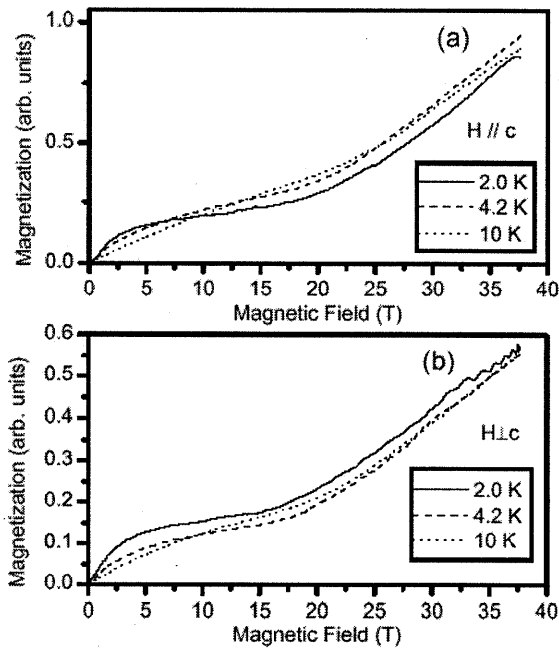 (a)
Magnetization (arb. units)
1.0
0.5
0.0
H // c
2.0 K
4.2 K
10 K
0 5 10 15 20 25 30 35 40
Magnetic Field (T)
(b)
Magnetization (arb. units)
0.6
0.5
0.4
0.3
0.2
0.1
0.0
H⊥c
2.0 K
4.2 K
10 K
0 5 10 15 20 25 30 35 40
Magnetic Field (T)